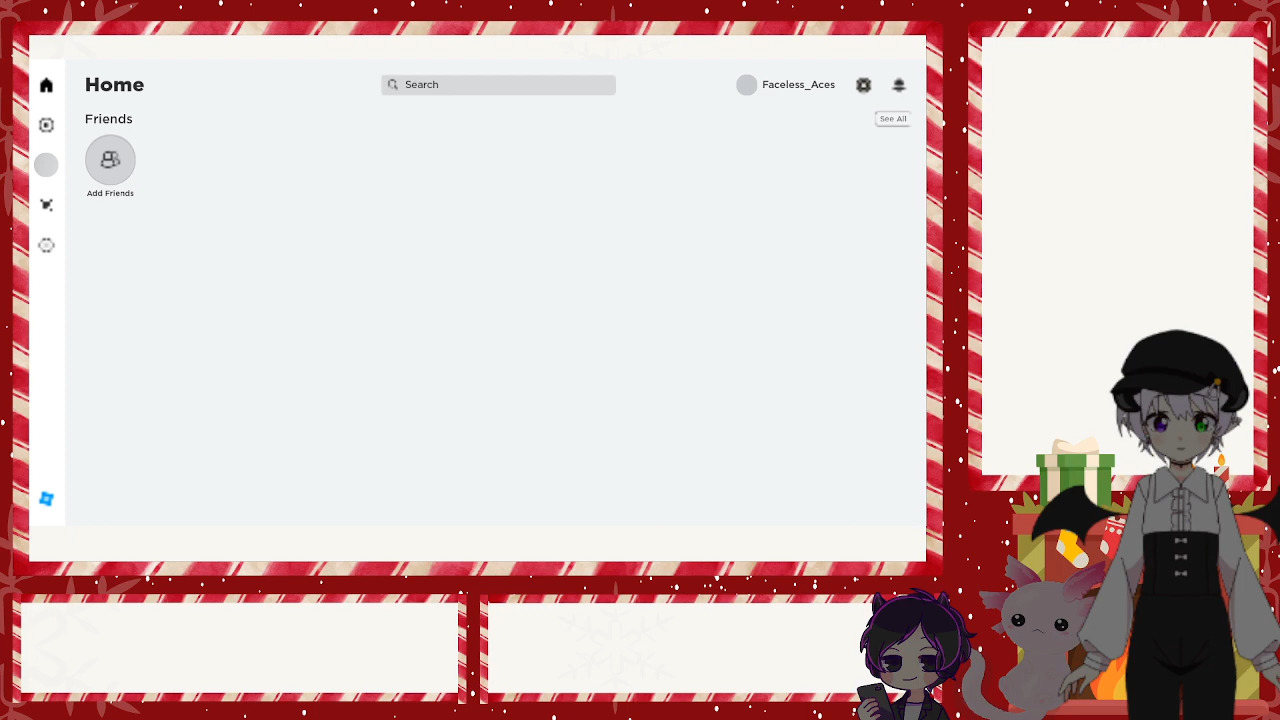 Home
Search
Faceless_Aces
Friends
See All
Add Friends